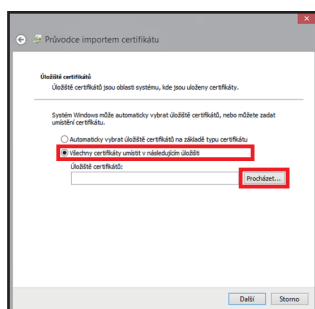 Průvodce importem certifikátu
Úložiště certifikátů
Úložiště certifikátů jsou oblasti systému, kde jsou uloženy certifikáty.
Systém Windows může automaticky vybrat úložiště certifikátů, nebo můžete zadat
umístění certifikátu.
Automaticky vybrat úložiště certifikátů na základě typu certifikátu
Všechny certifikáty umístit v následujícím úložišti
Úložiště certifikátů:
Procházet...
Další
Storno